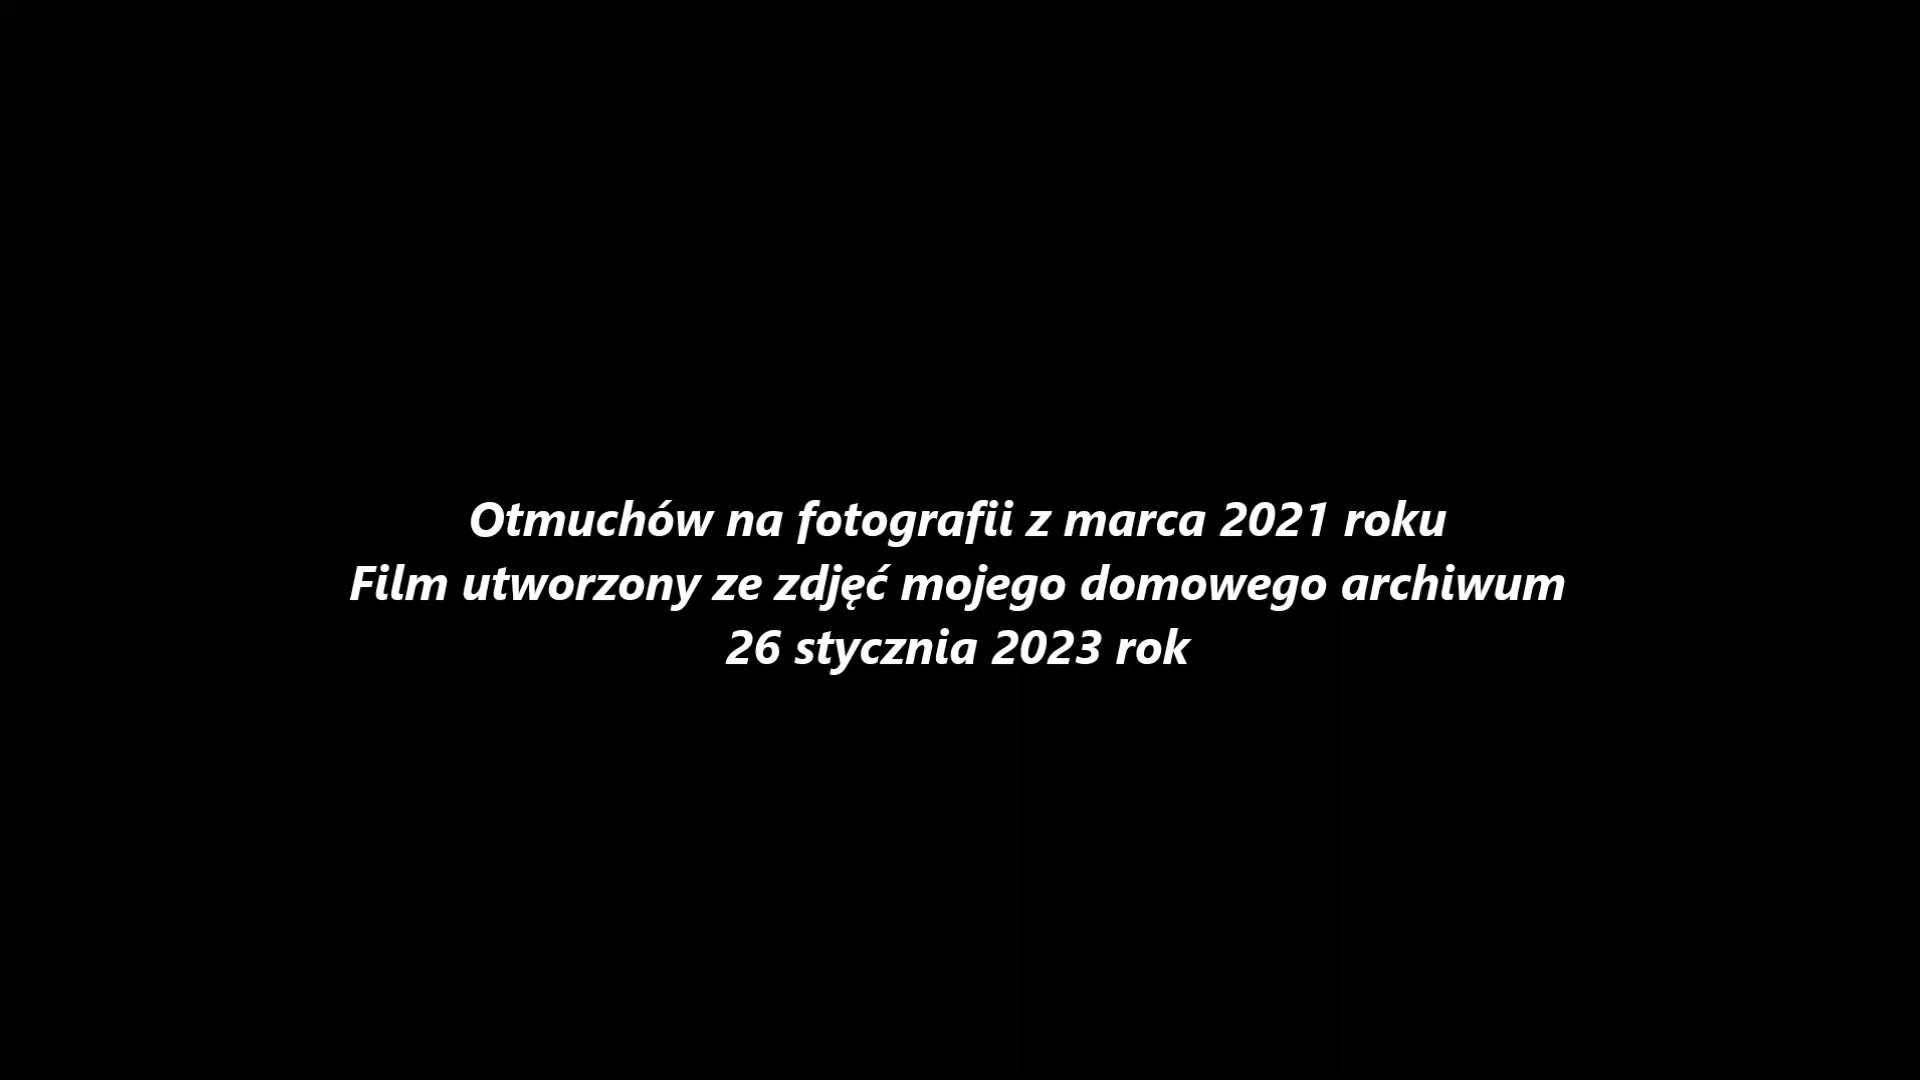 Otmuchów na fotografii z marca 2021 roku
Film utworzony ze zdjęć mojego domowego archiwum
26 stycznia 2023 rok